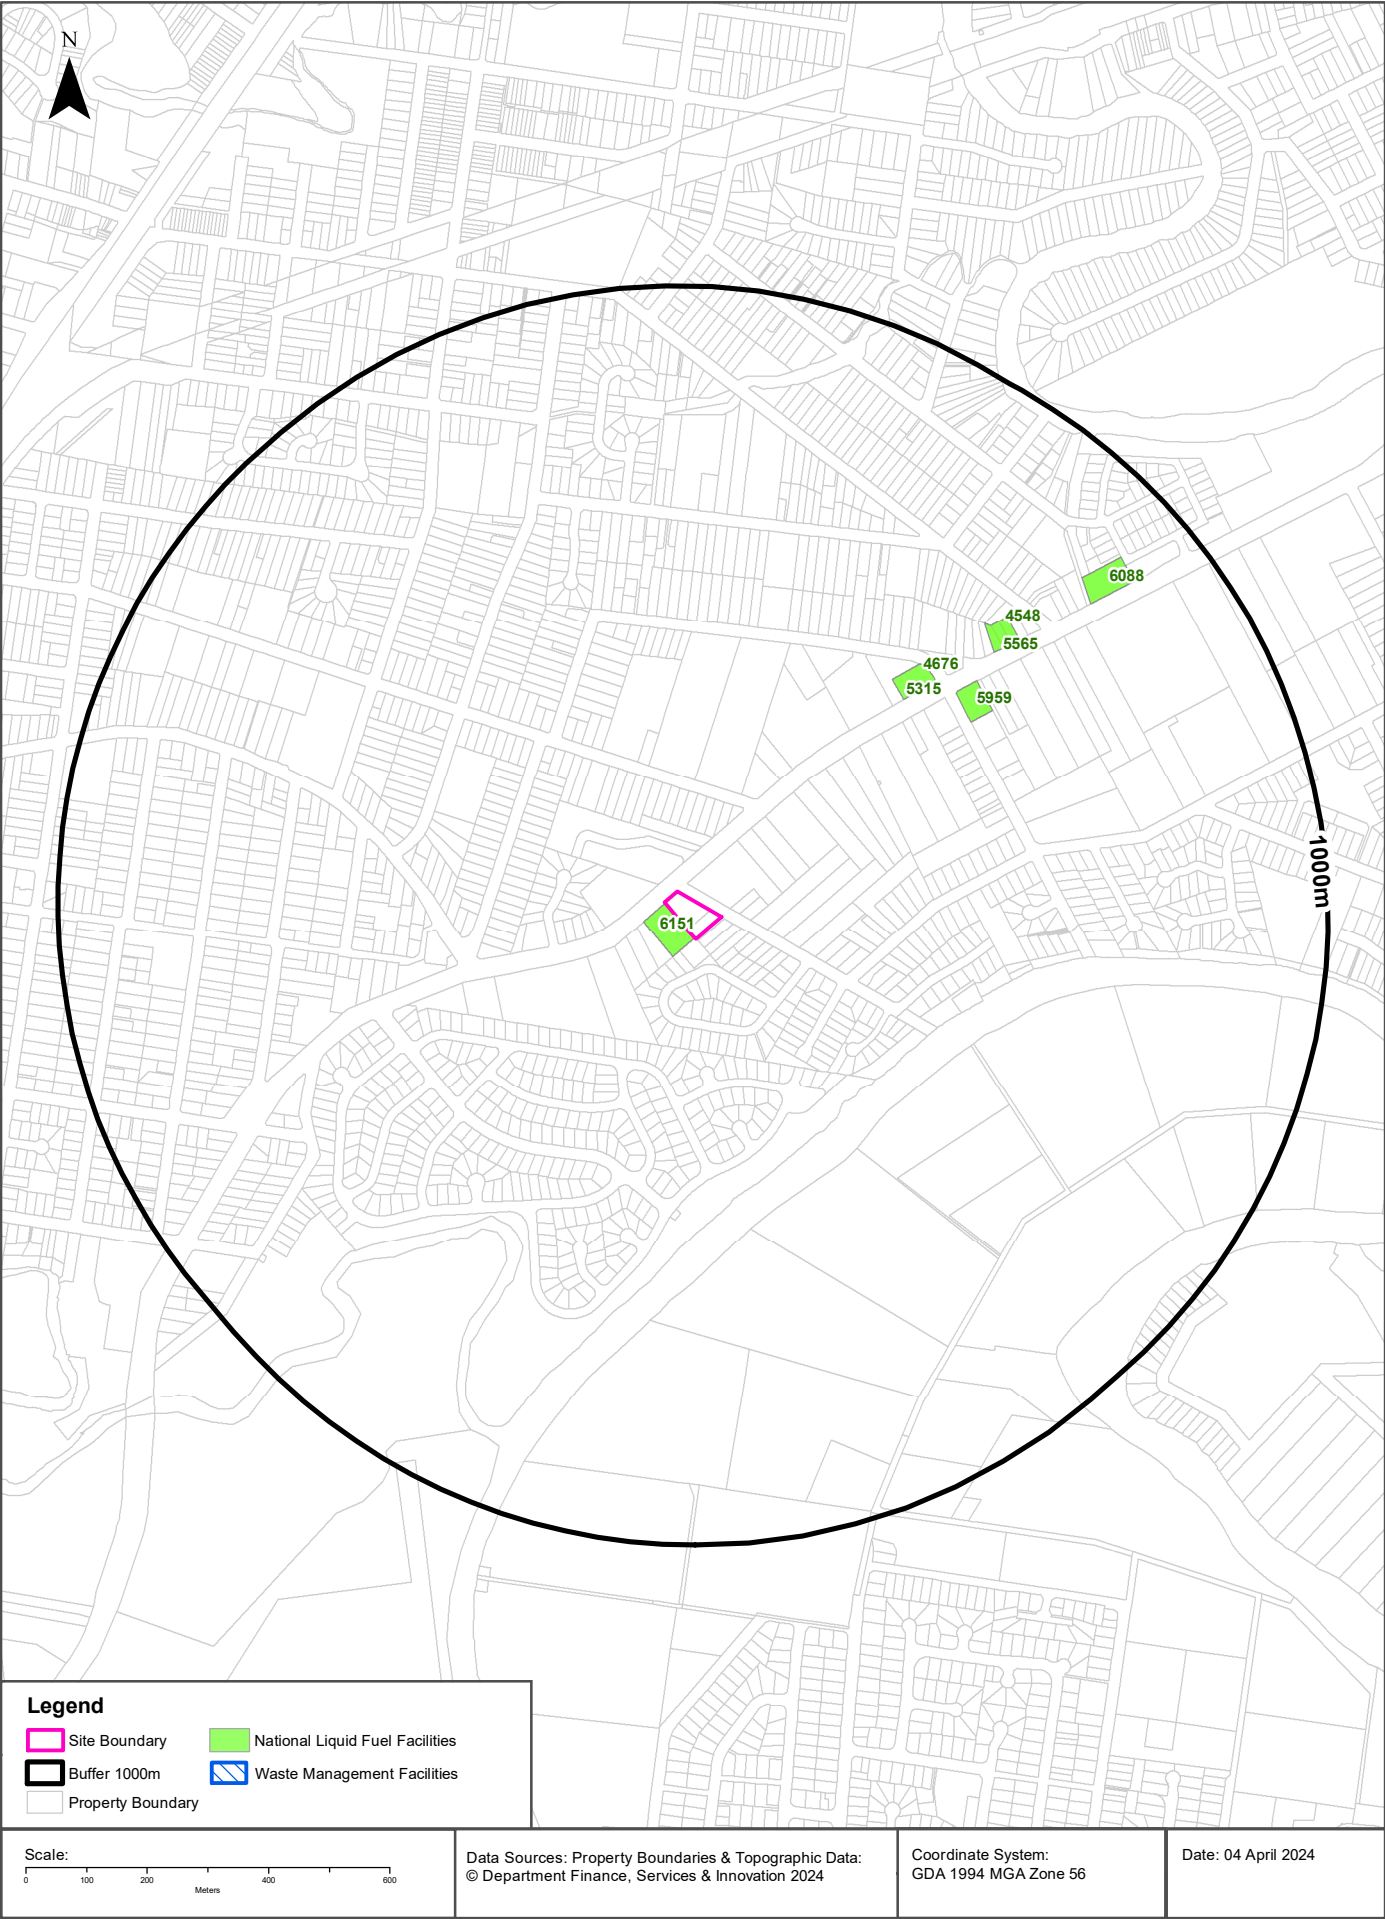 N
6088
4548
5565
4676
5315
5959
1000m
6151
Legend
Site Boundary
National Liquid Fuel Facilities
Buffer 1000m
Waste Management Facilities
Property Boundary
Scale:
0 100 200 400 600
Meters
Data Sources: Property Boundaries & Topographic Data:
© Department Finance, Services & Innovation 2024
Coordinate System:
GDA 1994 MGA Zone 56
Date: 04 April 2024